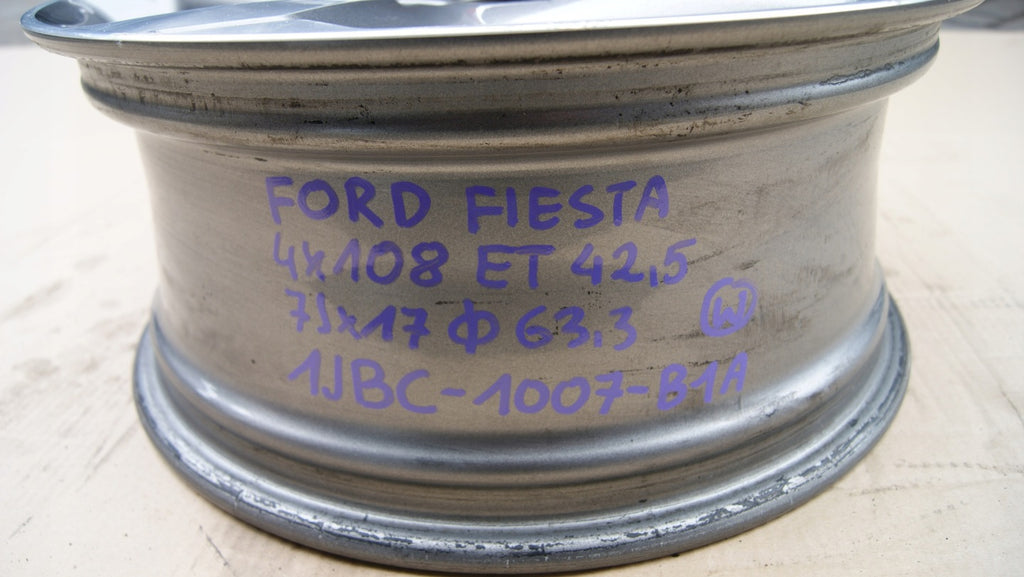 FORD FIESTA
4x108 ET 42,5
7Jx17 Φ 63.3 W
1JBC-1007-B1A